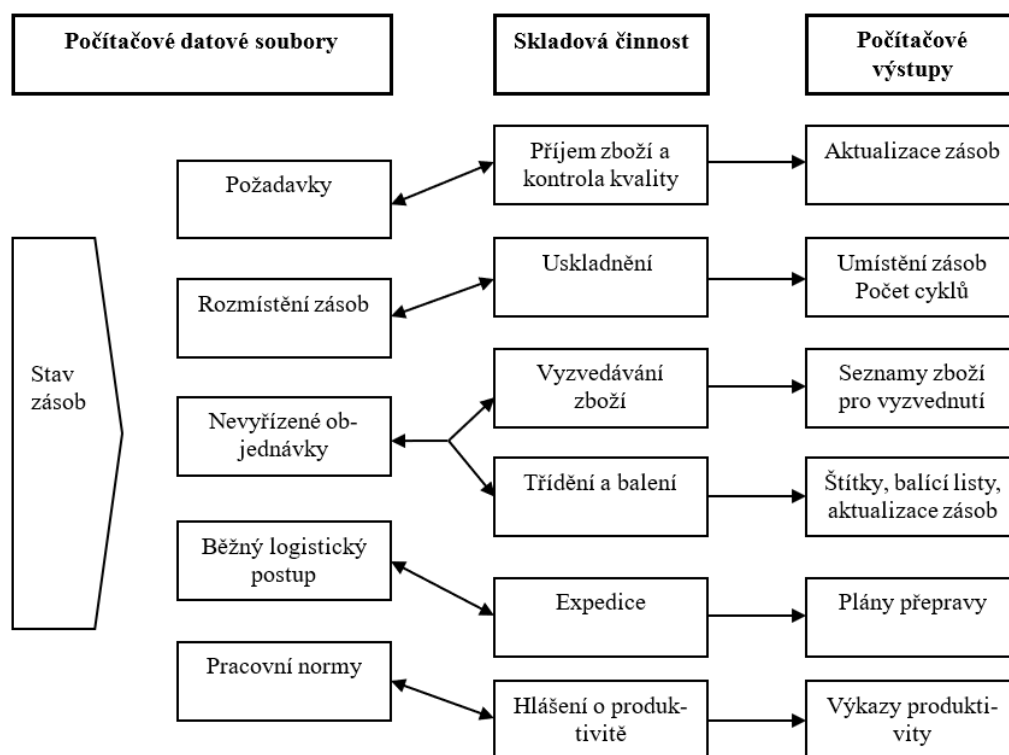 Počítačové datové soubory
Skladová činnost
Počítačové
výstupy
Požadavky
Příjem zboží a
kontrola kvality
Aktualizace zásob
Stav
zásob
Rozmístění zásob
Uskladnění
Umístění zásob
Počet cyklů
Nevyřízené ob-
jednávky
Vyzvedávání
zboží
Seznamy zboží
pro vyzvednutí
Třídění a balení
Štítky, balící listy,
aktualizace zásob
Běžný logistický
postup
Expedice
Plány přepravy
Pracovní normy
Hlášení o produk-
tivitě
Výkazy produkti-
vity